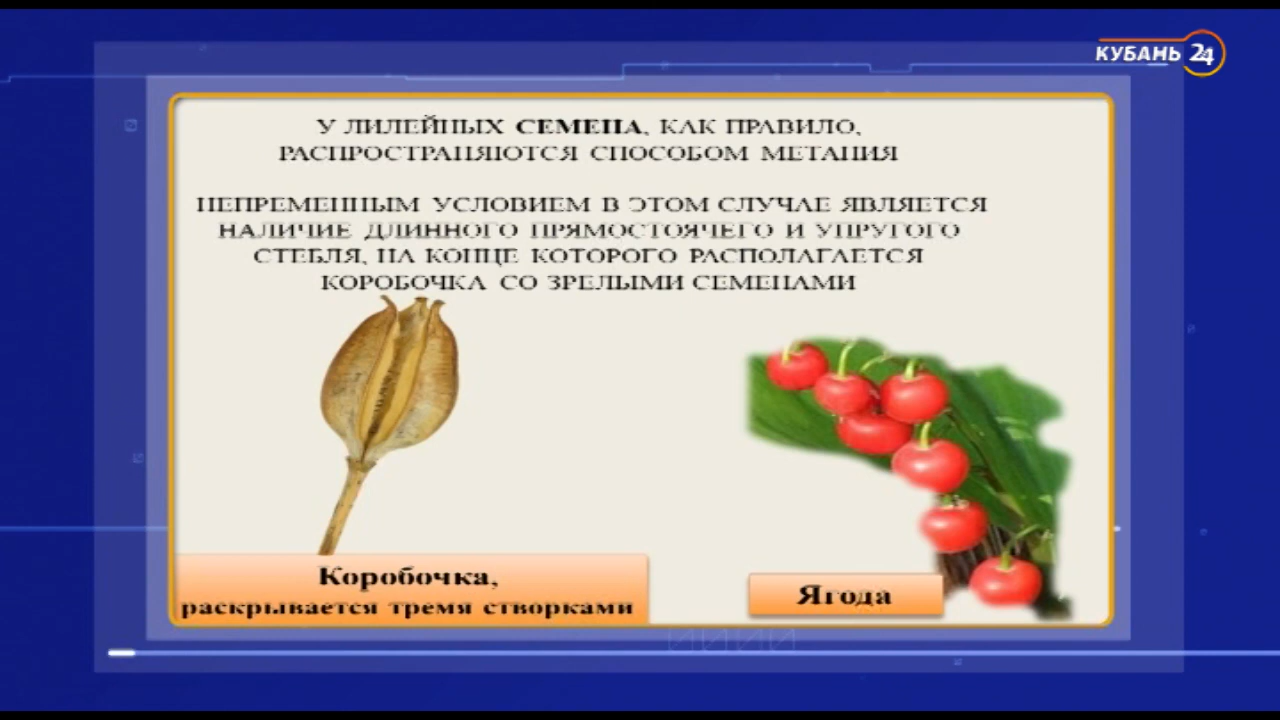 КУБАНЬ 24
У ЛИЛЕЙНЫХ СЕМЕНА, КАК ПРАВИЛО,
РАСПРОСТРАНЯЮТСЯ СПОСОБОМ МЕТАНИЯ
НЕПРЕМЕННЫМ УСЛОВИЕМ В ЭТОМ СЛУЧАЕ ЯВЛЯЕТСЯ
НАЛИЧИЕ ДЛИННОГО ПРЯМОСТОЯЧЕГО И УПРУГОГО
СТЕБЛЯ, НА КОНЦЕ КОТОРОГО РАСПОЛАГАЕТСЯ
КОРОБОЧКА СО ЗРЕЛЫМИ СЕМЕНАМИ
Коробочка,
раскрывается тремя створками
Ягода